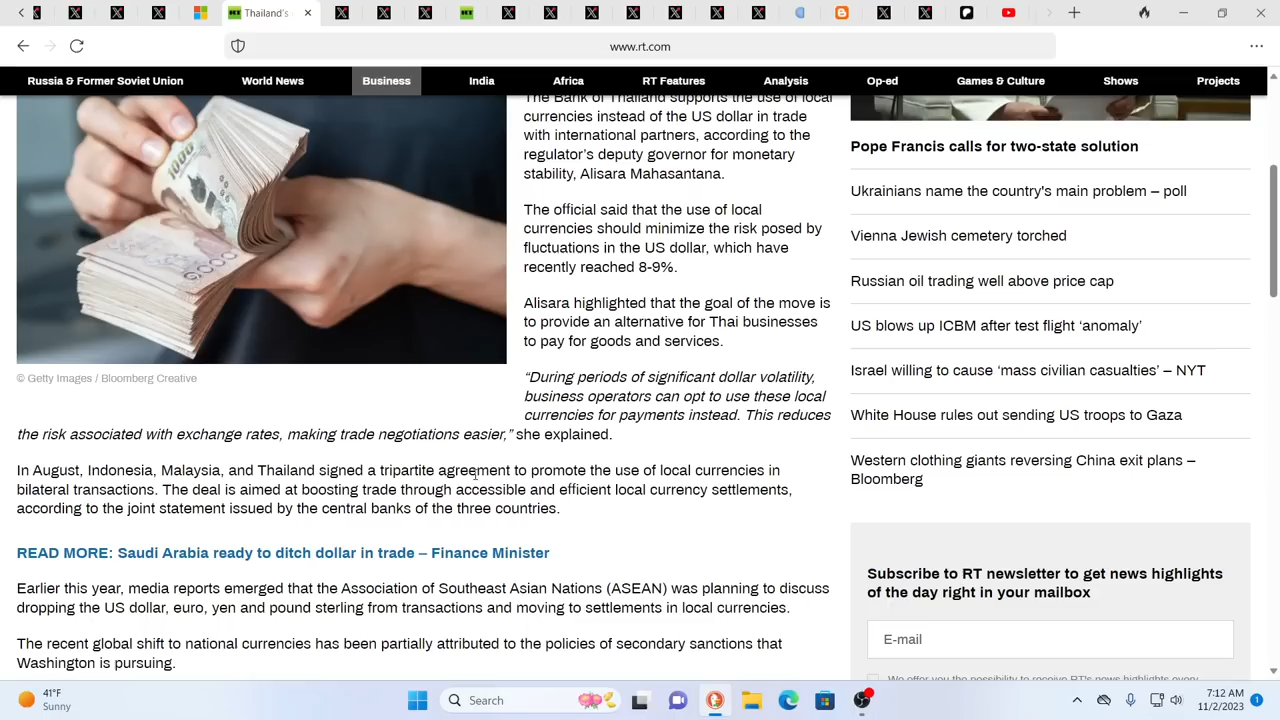 Thailand's
www.rt.com
Russia & Former Soviet Union
World News
Business
India
Africa
RT Features
Analysis
Op-ed
Games & Culture
Shows
Projects
The Bank of Thailand supports the use of local
currencies instead of the US dollar in trade
with international partners, according to the
regulator's deputy governor for monetary
stability, Alisara Mahasantana.
The official said that the use of local
currencies should minimize the risk posed by
fluctuations in the US dollar, which have
recently reached 8-9%.
Alisara highlighted that the goal of the move is
to provide an alternative for Thai businesses
to pay for goods and services.
© Getty Images / Bloomberg Creative
“During periods of significant dollar volatility,
business operators can opt to use these local
currencies for payments instead. This reduces
the risk associated with exchange rates, making trade negotiations easier,” she explained.
In August, Indonesia, Malaysia, and Thailand signed a tripartite agreement to promote the use of local currencies in
bilateral transactions. The deal is aimed at boosting trade through accessible and efficient local currency settlements,
according to the joint statement issued by the central banks of the three countries.
READ MORE: Saudi Arabia ready to ditch dollar in trade – Finance Minister
Earlier this year, media reports emerged that the Association of Southeast Asian Nations (ASEAN) was planning to discuss
dropping the US dollar, euro, yen and pound sterling from transactions and moving to settlements in local currencies.
The recent global shift to national currencies has been partially attributed to the policies of secondary sanctions that
Washington is pursuing.
Pope Francis calls for two-state solution
Ukrainians name the country's main problem – poll
Vienna Jewish cemetery torched
Russian oil trading well above price cap
US blows up ICBM after test flight ‘anomaly’
Israel willing to cause ‘mass civilian casualties’ – NYT
White House rules out sending US troops to Gaza
Western clothing giants reversing China exit plans –
Bloomberg
Subscribe to RT newsletter to get news highlights
of the day right in your mailbox
E-mail
We offer you the possibility to receive RT's news highlights every
41°F
Sunny
Search
7:12 AM
11/2/2023
1000